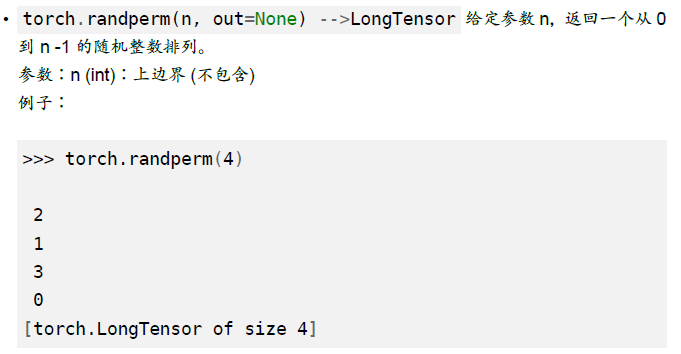 • torch.randperm(n, out=None) -->LongTensor 给定参数 n，返回一个从 0
到 n -1 的随机整数排列。
参数：n (int)：上边界 (不包含)
例子：
>>> torch.randperm(4)
2
1
3
0
[torch.LongTensor of size 4]